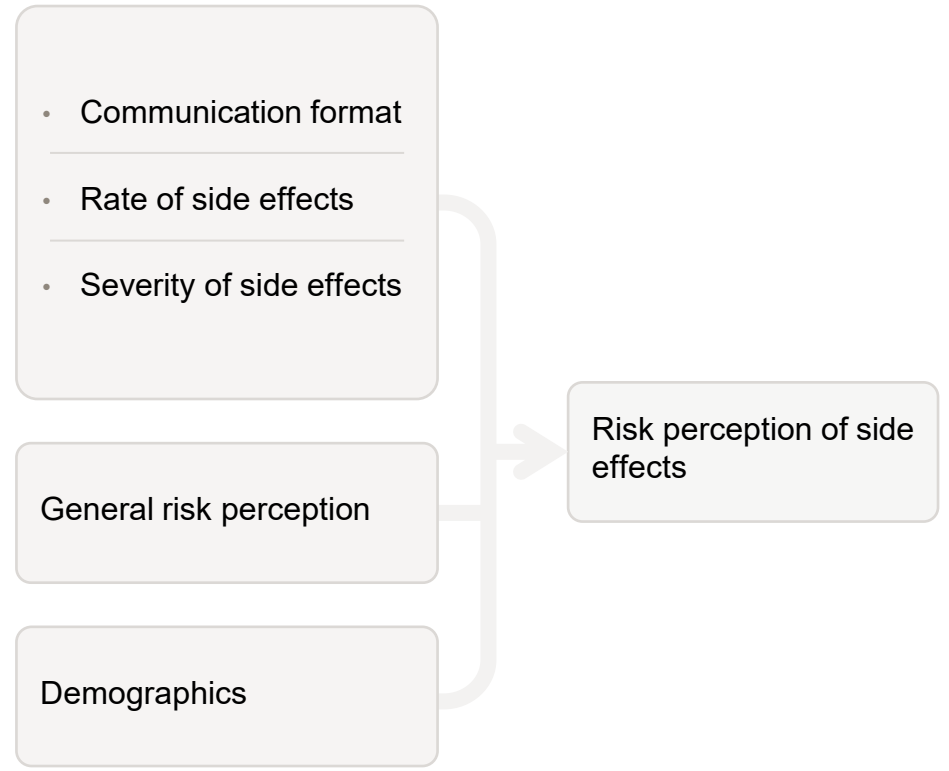 Communication format
Rate of side effects
Severity of side effects
Risk perception of side
effects
General risk perception
Demographics